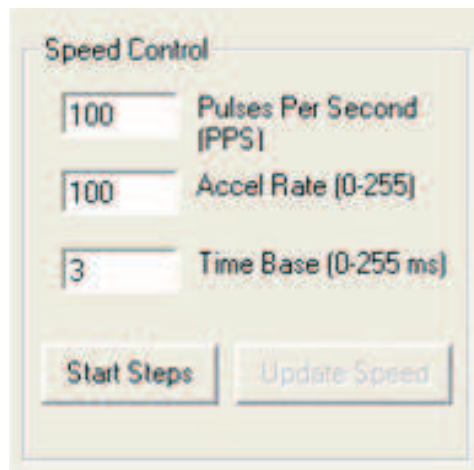 Speed Control
100 Pulses Per Second
(PPS)
100 Accel Rate (0-255)
3 Time Base (0-255 ms)
Start Steps Update Speed